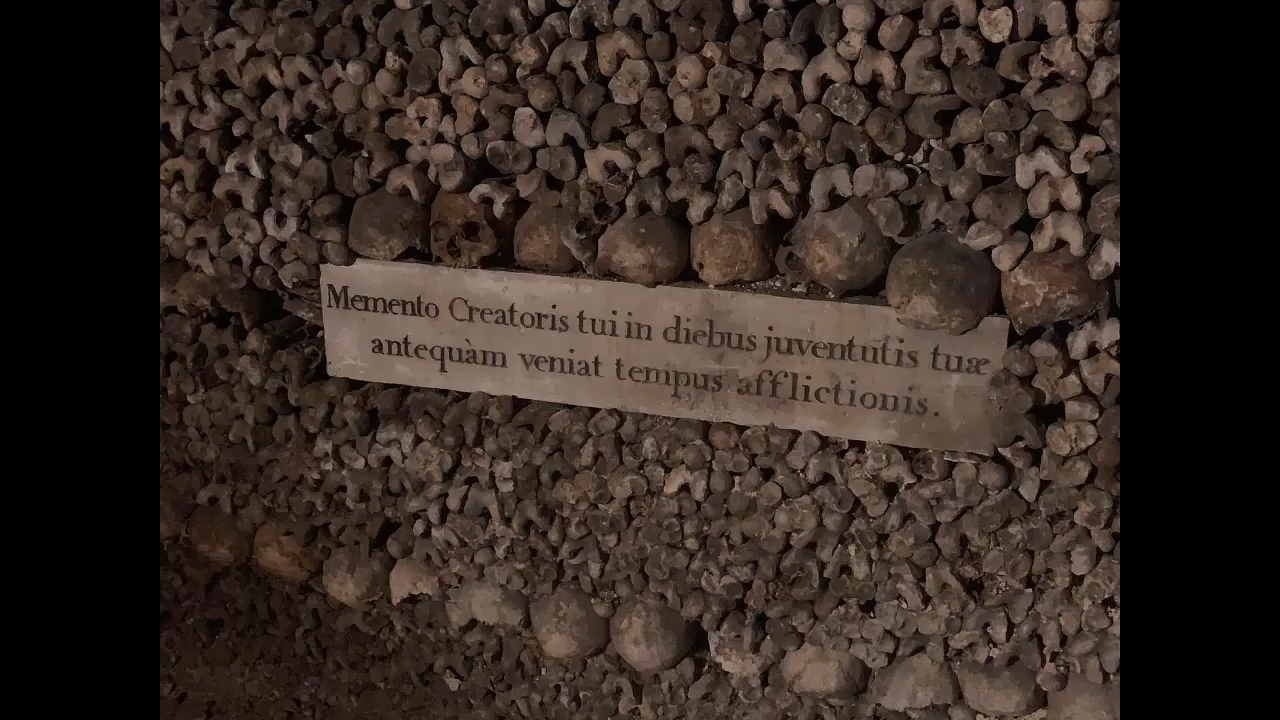 Memento Creatoris tui in diebus juventutis tuæ
antequàm veniat tempus afflictionis.